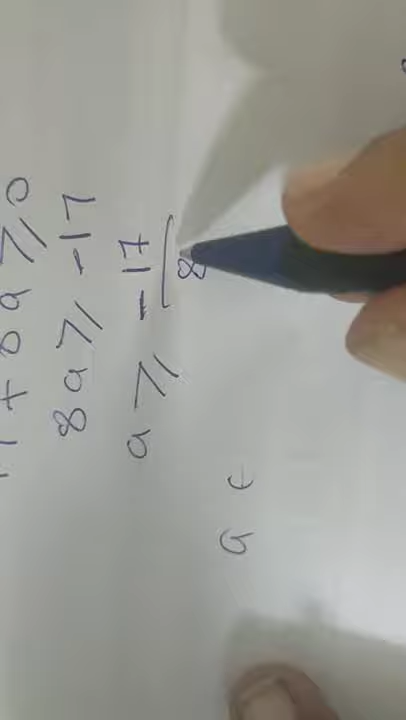 + 8a ⩾ 0
8a ⩾ -17
a ⩾ -17/8
a ∈